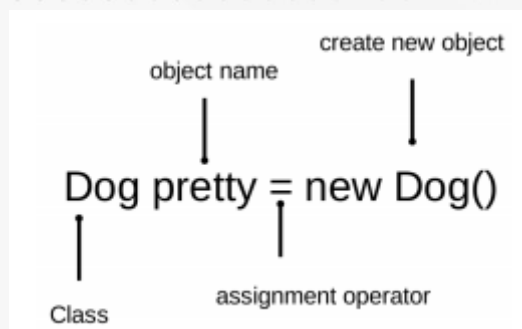 create new object
object name
Dog pretty = new Dog()
assignment operator
Class